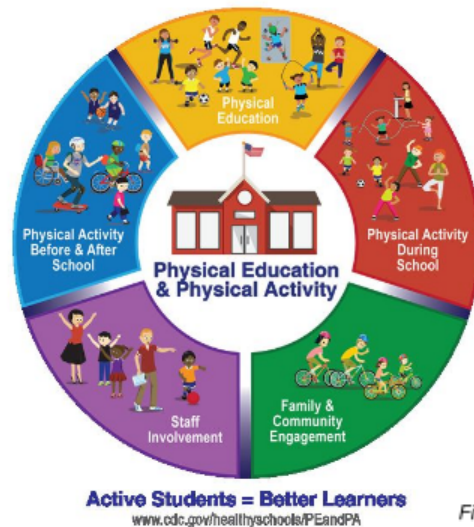 Physical
Education
Physical Activity
Before & After
School
Physical Activity
During
School
Physical Education
& Physical Activity
Staff
Involvement
Family &
Community
Engagement
Active Students = Better Learners
www.cdc.gov/healthyschools/PEandPA